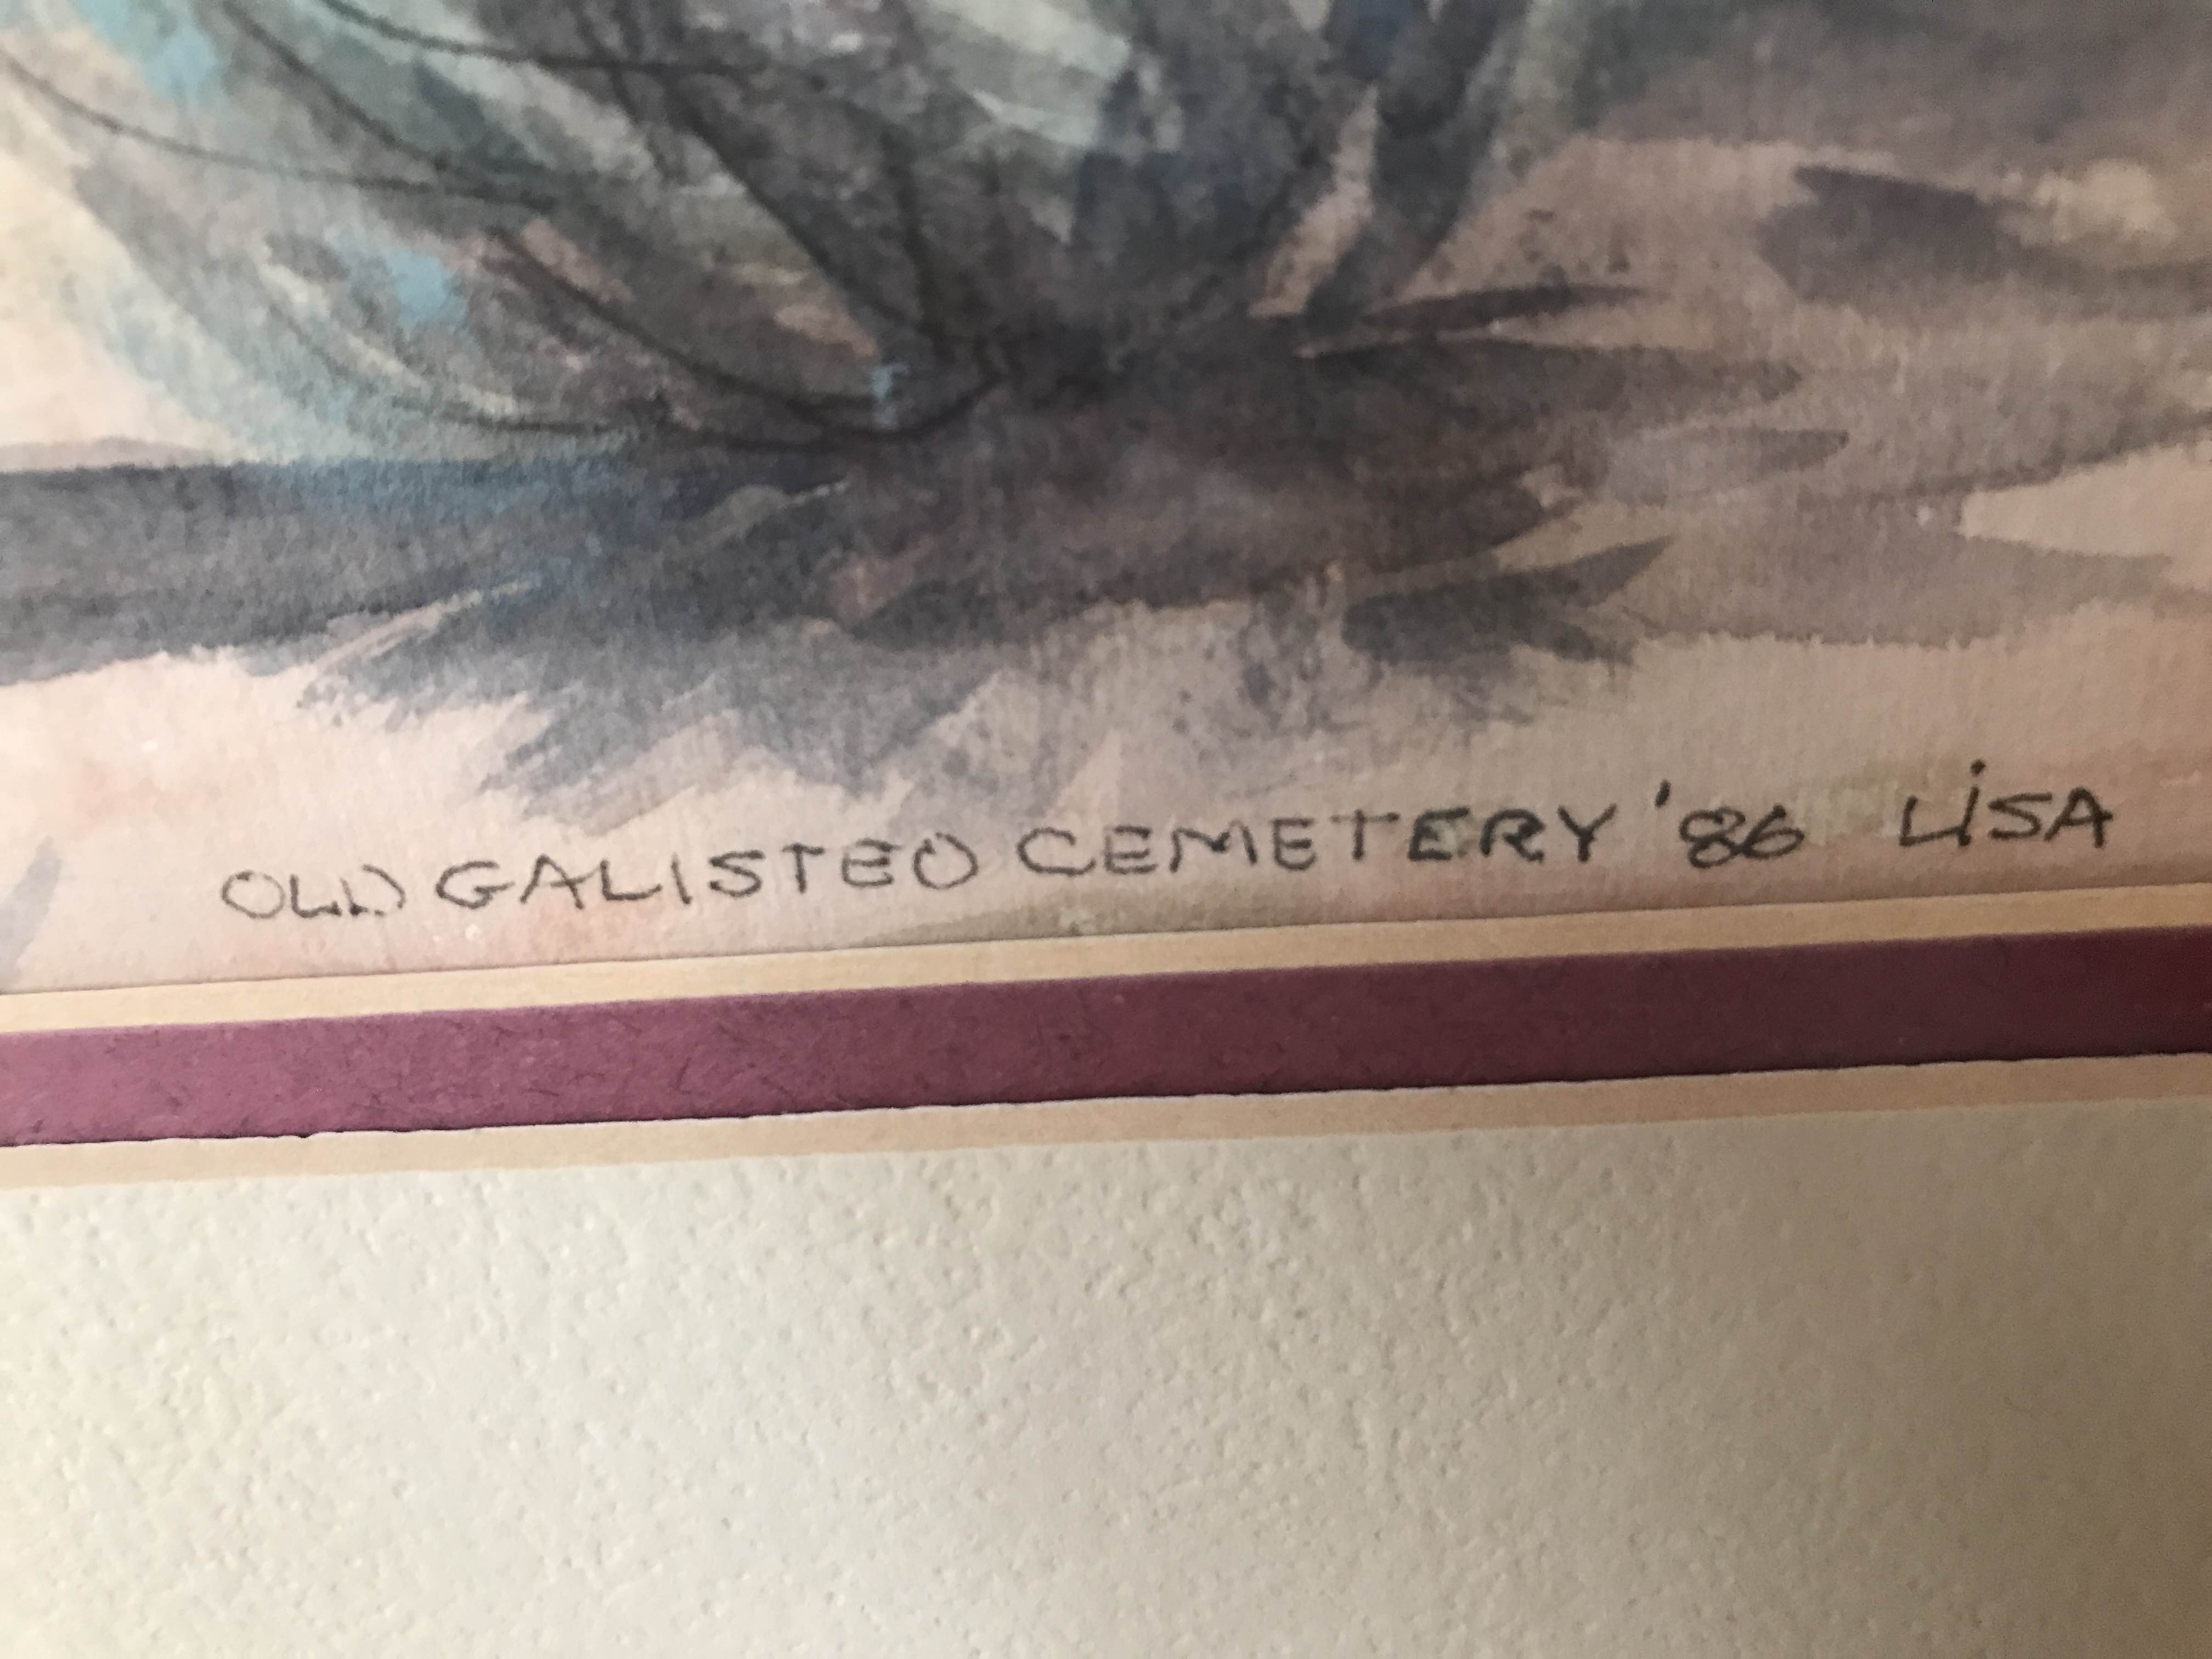 OLD GALISTEO CEMETERY '86 LiSA